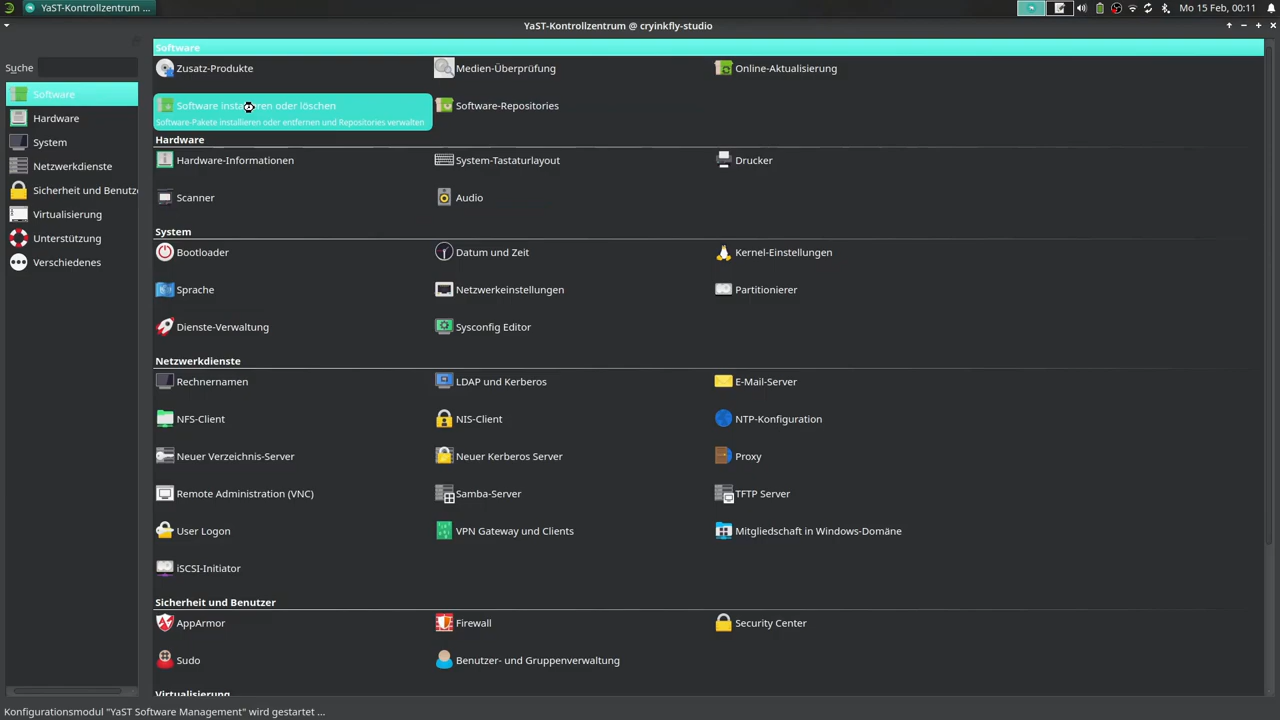 YaST-Kontrollzentrum ...
Mo 15 Feb, 00:11
YaST-Kontrollzentrum @ cryinkfly-studio
Suche
Software
Hardware
System
Netzwerkdienste
Sicherheit und Benutze
Virtualisierung
Unterstützung
Verschiedenes
Software
Zusatz-Produkte
Medien-Überprüfung
Online-Aktualisierung
Software installieren oder löschen
Software-Pakete installieren oder entfernen und Repositories verwalten
Software-Repositories
Hardware
Hardware-Informationen
System-Tastaturlayout
Drucker
Scanner
Audio
System
Bootloader
Datum und Zeit
Kernel-Einstellungen
Sprache
Netzwerkeinstellungen
Partitionierer
Dienste-Verwaltung
Sysconfig Editor
Netzwerkdienste
Rechnernamen
LDAP und Kerberos
E-Mail-Server
NFS-Client
NIS-Client
NTP-Konfiguration
Neuer Verzeichnis-Server
Neuer Kerberos Server
Proxy
Remote Administration (VNC)
Samba-Server
TFTP Server
User Logon
VPN Gateway und Clients
Mitgliedschaft in Windows-Domäne
iSCSI-Initiator
Sicherheit und Benutzer
AppArmor
Firewall
Security Center
Sudo
Benutzer- und Gruppenverwaltung
Virtualisierung
Konfigurationsmodul "YaST Software Management" wird gestartet ...